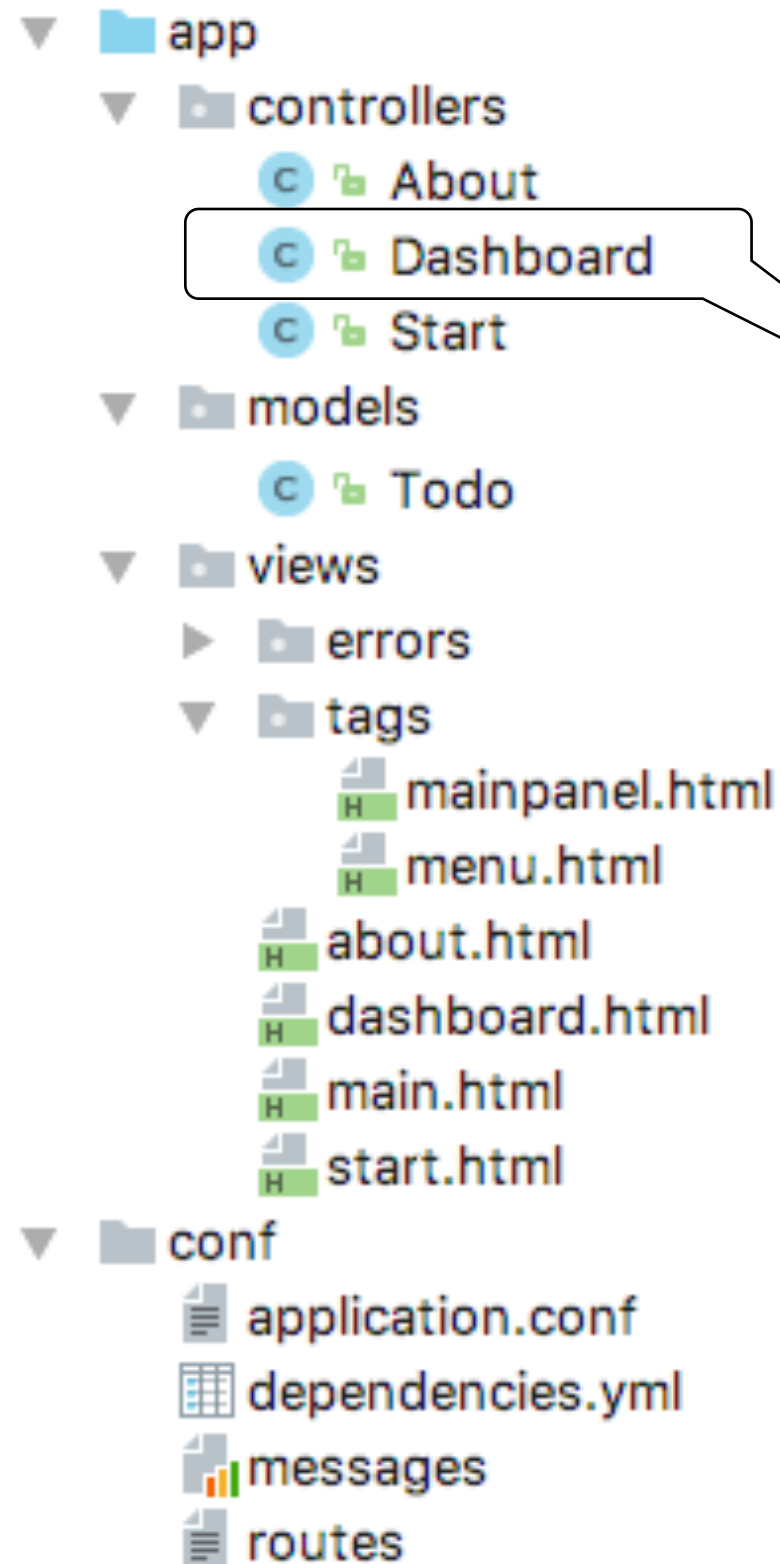 app
controllers
C About
C Dashboard
C Start
models
C Todo
views
errors
tags
H mainpanel.html
H menu.html
H about.html
H dashboard.html
H main.html
H start.html
conf
application.conf
dependencies.yml
messages
routes